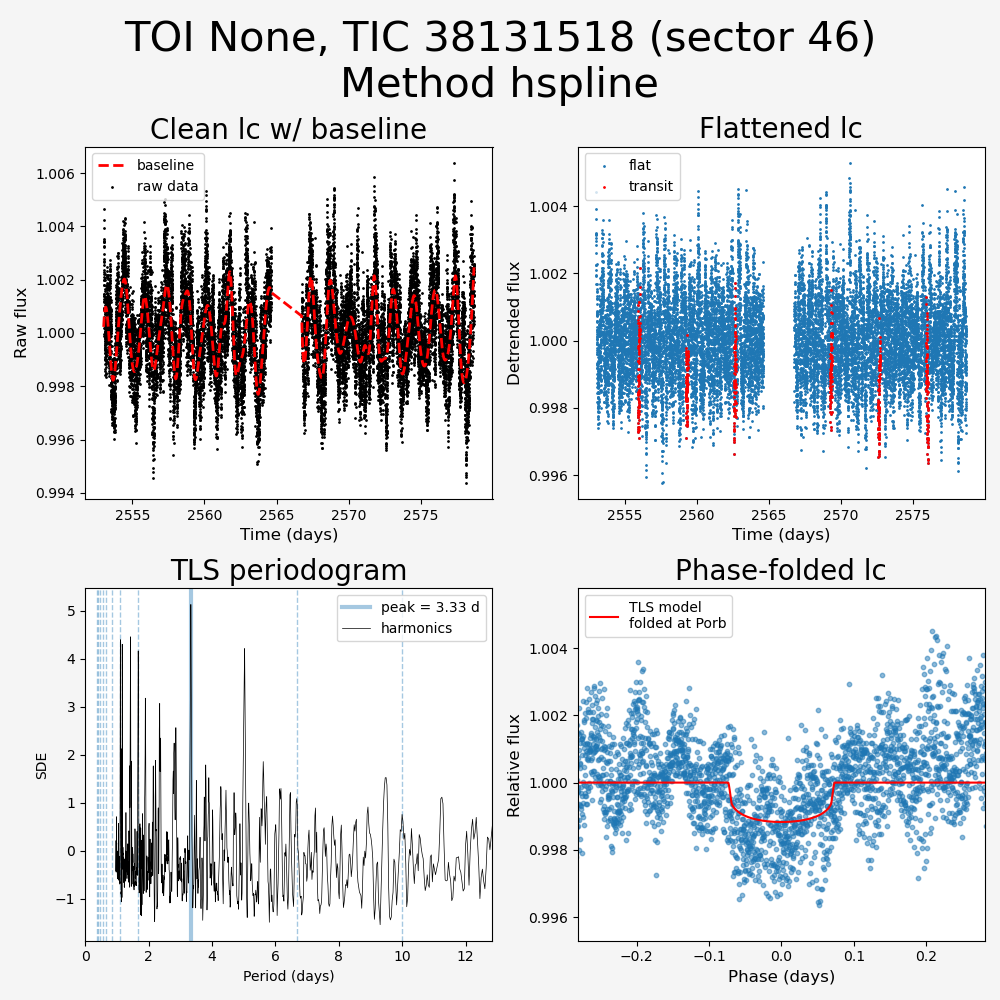 TOI None, TIC 38131518 (sector 46)
Method hspline
Clean lc w/ baseline
Raw flux
1.006
1.004
1.002
1.000
0.998
0.996
0.994
baseline
raw data
2555
2560
2565
2570
2575
Time (days)
Flattened lc
Detrended flux
1.004
1.002
1.000
0.998
0.996
flat
transit
2555
2560
2565
2570
2575
Time (days)
TLS periodogram
SDE
5
4
3
2
1
0
−1
peak = 3.33 d
harmonics
0
2
4
6
8
10
12
Period (days)
Phase-folded lc
Relative flux
1.004
1.002
1.000
0.998
0.996
TLS model
folded at Porb
−0.2
−0.1
0.0
0.1
0.2
Phase (days)